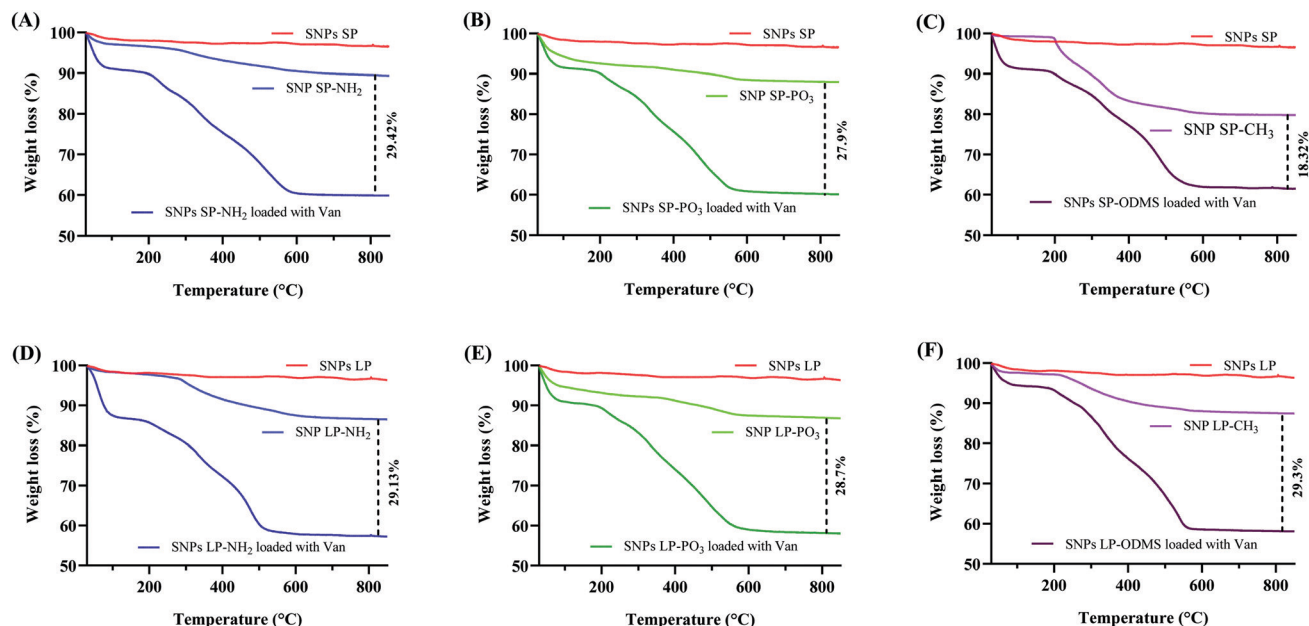 (A)
100
90
80
70
60
50
Weight loss (%)
SNPs SP
SNP SP-NH₂
29.42%
SNPs SP-NH₂ loaded with Van
200
400
600
800
Temperature (°C)
(B)
100
90
80
70
60
50
Weight loss (%)
SNPs SP
SNP SP-PO₃
27.9%
SNPs SP-PO₃ loaded with Van
200
400
600
800
Temperature (°C)
(C)
100
90
80
70
60
50
Weight loss (%)
SNPs SP
SNP SP-CH₃
18.32%
SNPs SP-ODMS loaded with Van
200
400
600
800
Temperature (°C)
(D)
100
90
80
70
60
50
Weight loss (%)
SNPs LP
SNP LP-NH₂
29.13%
SNPs LP-NH₂ loaded with Van
200
400
600
800
Temperature (°C)
(E)
100
90
80
70
60
50
Weight loss (%)
SNPs LP
SNP LP-PO₃
28.7%
SNPs LP-PO₃ loaded with Van
200
400
600
800
Temperature (°C)
(F)
100
90
80
70
60
50
Weight loss (%)
SNPs LP
SNP LP-CH₃
29.3%
SNPs LP-ODMS loaded with Van
200
400
600
800
Temperature (°C)